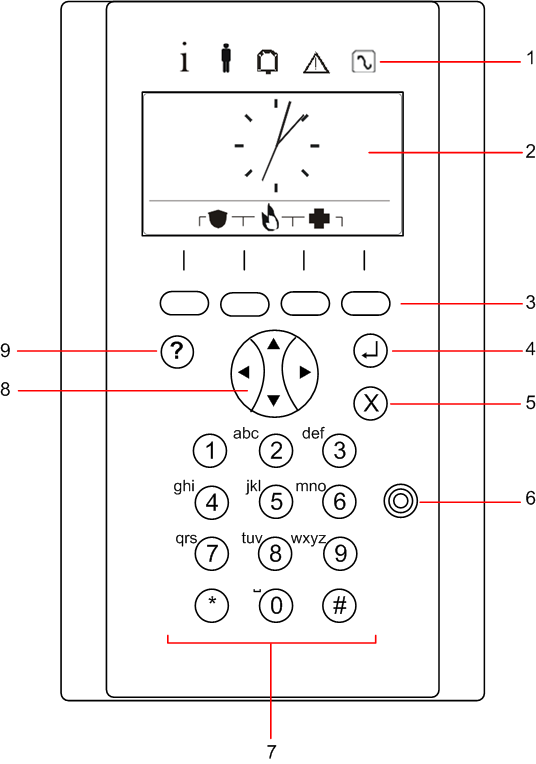 i
1
2
3
? 4
9
8
X 5
abc def
1 2 3
ghi jkl mno
4 5 6 6
qrs tuv wxyz
7 8 9
* ␣ 0 #
7